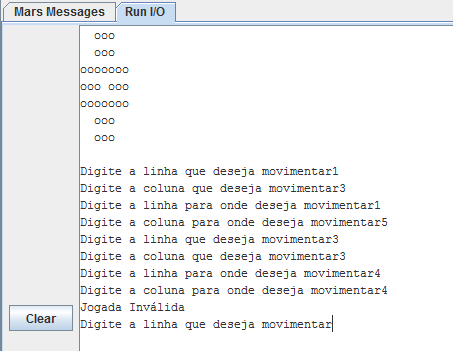 Mars Messages Run I/O
ooo
ooo
ooooooo
ooo ooo
ooooooo
ooo
ooo
Digite a linha que deseja movimentar1
Digite a coluna que deseja movimentar3
Digite a linha para onde deseja movimentar1
Digite a coluna para onde deseja movimentar5
Digite a linha que deseja movimentar3
Digite a coluna que deseja movimentar3
Digite a linha para onde deseja movimentar4
Digite a coluna para onde deseja movimentar4
Jogada Inválida
Digite a linha que deseja movimentar
Clear